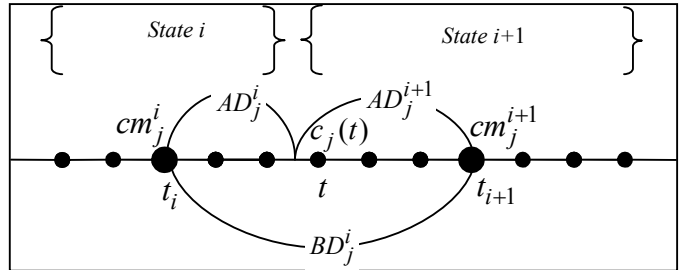 State i State i+1
AD_j^i AD_j^{i+1}
cm_j^i c_j(t) cm_j^{i+1}
t_i t t_{i+1}
BD_j^i